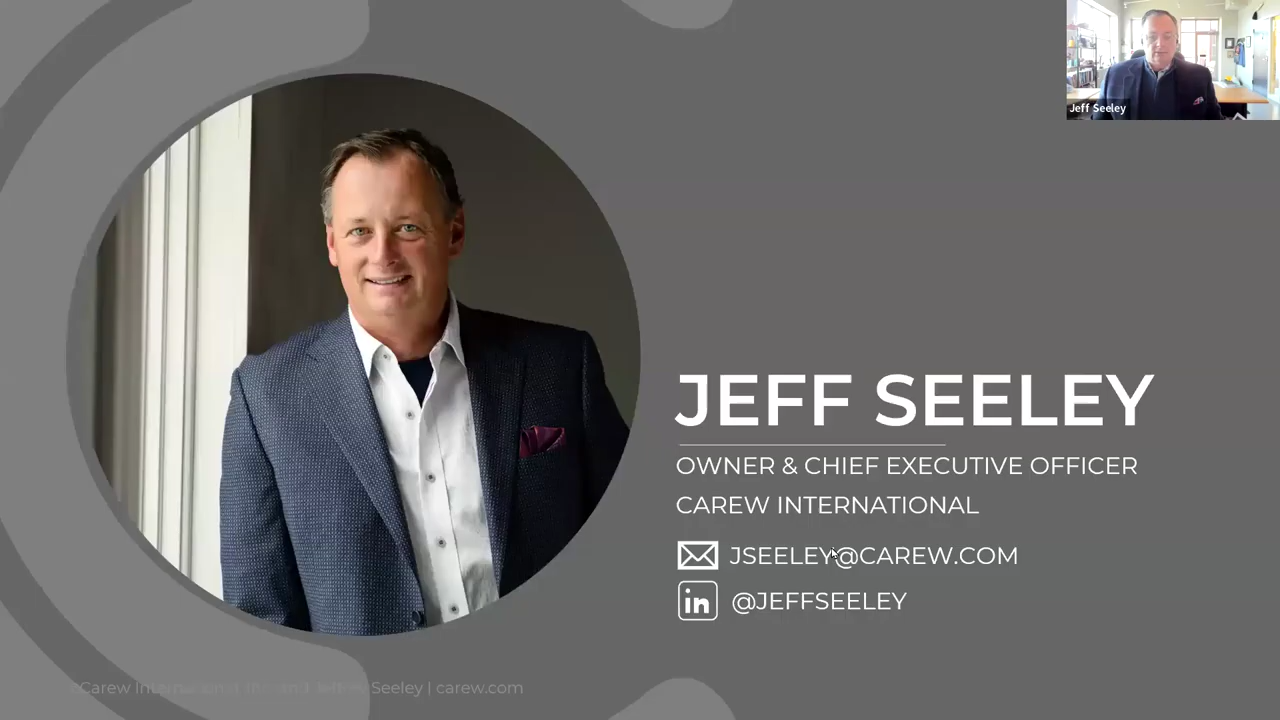 Jeff Seeley
JEFF SEELEY
OWNER & CHIEF EXECUTIVE OFFICER
CAREW INTERNATIONAL
JSEELEY@CAREW.COM
in
@JEFFSEELEY
Carew International, Inc. and Jeffrey Seeley | carew.com